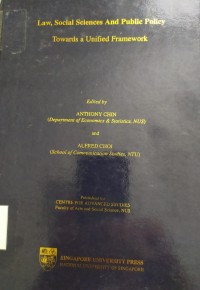 Law, Social Sciences And Public Policy
Towards a Unified Framework
Edited by
ANTHONY CHIN
(Department of Economics & Statistics, NUS)
and
ALFRED CHOI
(School of Communication Studies, NTU)
CENTRE FOR ADVANCED STUDIES
Faculty of Arts and Social Sciences, NUS
SINGAPORE UNIVERSITY PRESS
NATIONAL UNIVERSITY OF SINGAPORE